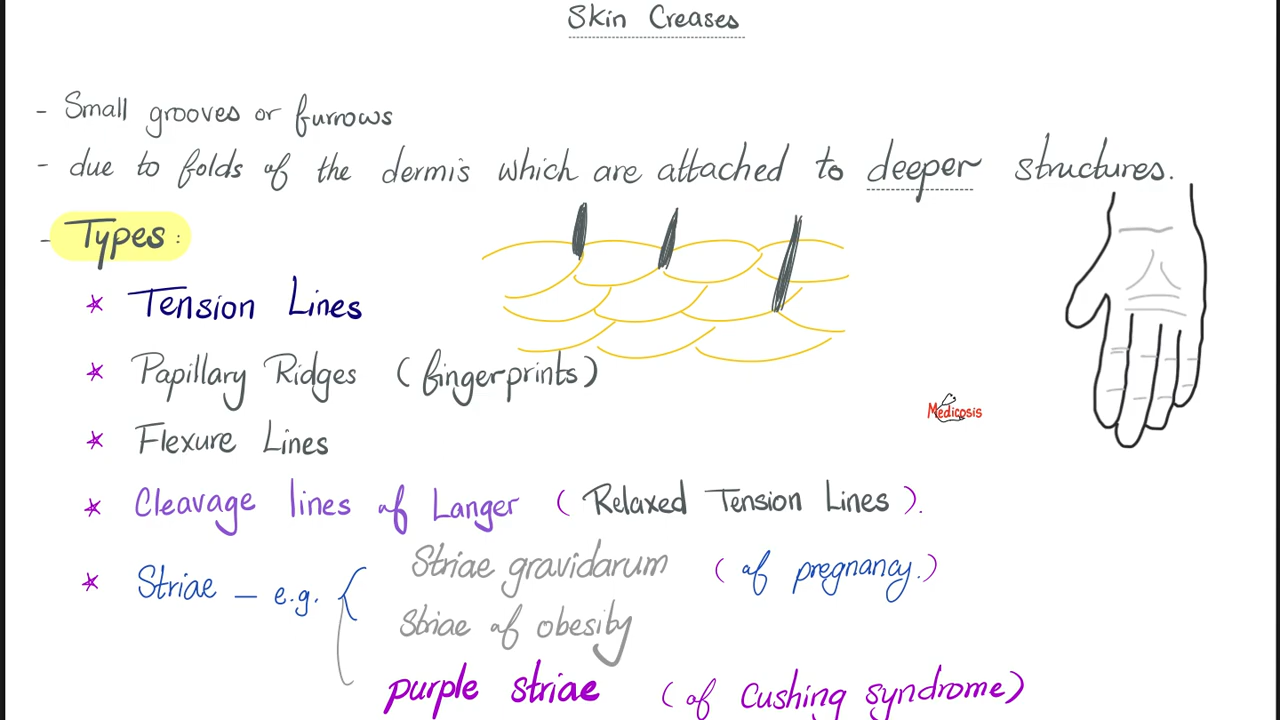 Skin Creases
- Small grooves or furrows
- due to folds of the dermis which are attached to deeper structures.
- Types:
* Tension Lines
* Papillary Ridges (fingerprints)
Medicosis
* Flexure Lines
* Cleavage lines of Langer (Relaxed Tension Lines).
* Striae - e.g. { Striae gravidarum (of pregnancy.)
Striae of obesity
purple striae (of Cushing syndrome)